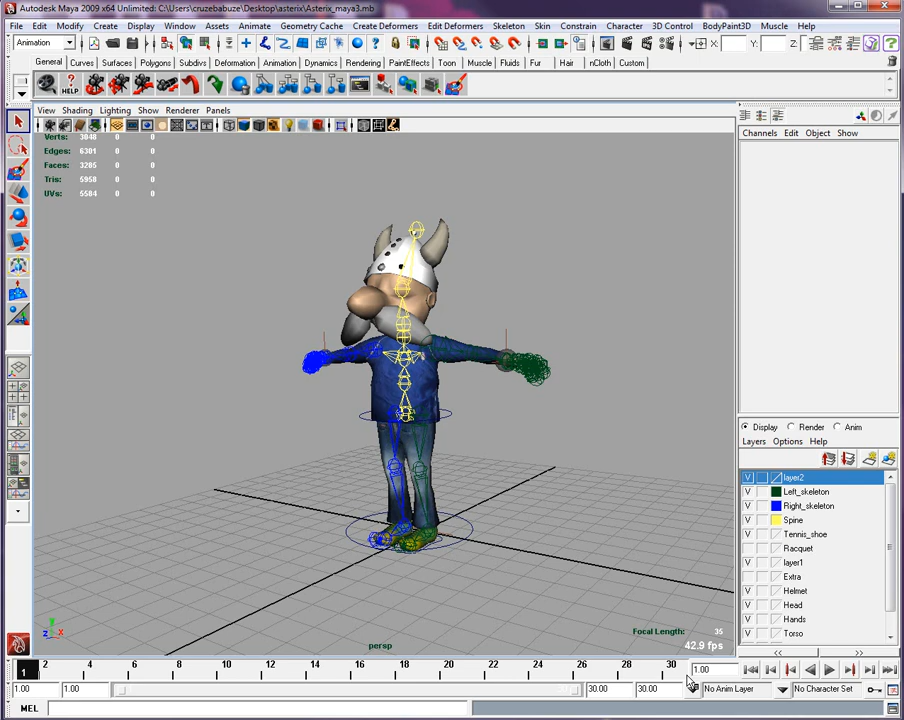 Autodesk Maya 2009 x64 Unlimited: C:\Users\cruzebabuze\Desktop\asterix\Asterix_maya3.mb
File Edit Modify Create Display Window Assets Animate Geometry Cache Create Deformers Edit Deformers Skeleton Skin Constrain Character 3D Control BodyPaint3D Muscle Help
Animation X: Y: Z:
General Curves Surfaces Polygons Subdivs Deformation Animation Dynamics Rendering PaintEffects Toon Muscle Fluids Fur Hair nCloth Custom
HELP
View Shading Lighting Show Renderer Panels
Channels Edit Object Show
Verts: 3048 0 0
Edges: 6301 0 0
Faces: 3285 0 0
Tris: 5958 0 0
UVs: 5584 0 0
Display Render Anim
Layers Options Help
V layer2
V Left_skeleton
V Right_skeleton
V Spine
V Tennis_shoe
Racquet
V layer1
Extra
V Helmet
V Head
V Hands
V Torso
y
z x
persp
Focal Length: 35
42.9 fps
1 2 4 6 8 10 12 14 16 18 20 22 24 26 28 30 1.00
1.00 1.00 30.00 30.00 No Anim Layer No Character Set
MEL